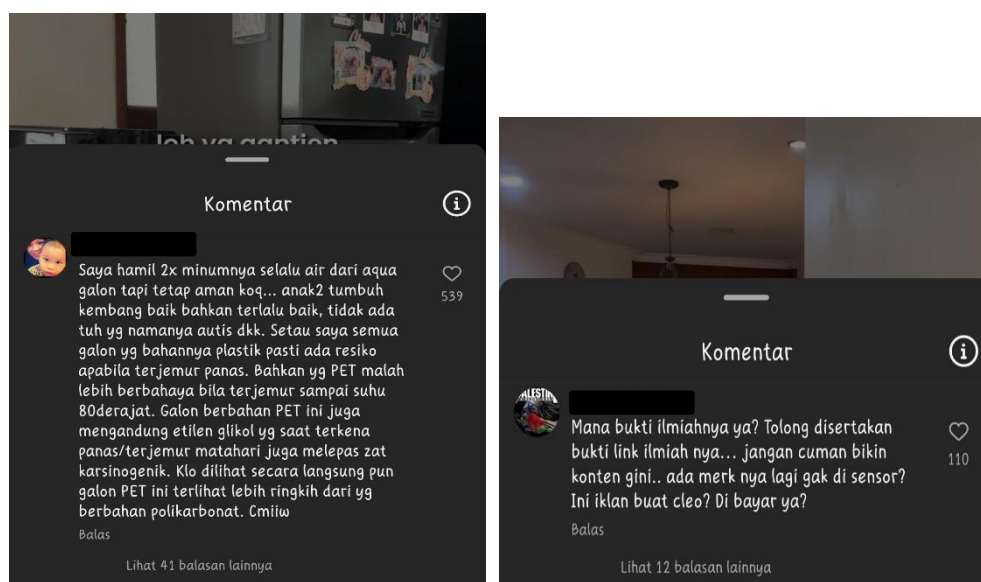 Komentar
Saya hamil 2x minumnya selalu air dari aqua
galon tapi tetap aman koq... anak2 tumbuh
kembang baik bahkan terlalu baik, tidak ada
tuh yg namanya autis dkk. Setau saya semua
galon yg bahannya plastik pasti ada resiko
apabila terjemur panas. Bahkan yg PET malah
lebih berbahaya bila terjemur sampai suhu
80derajat. Galon berbahan PET ini juga
mengandung etilen glikol yg saat terkena
panas/terjemur matahari juga melepas zat
karsinogenik. Klo dilihat secara langsung pun
galon PET ini terlihat lebih ringkih dari yg
berbahan polikarbonat. Cmiiw
539
Balas
Lihat 41 balasan lainnya
Komentar
Mana bukti ilmiahnya ya? Tolong disertakan
bukti link ilmiah nya... jangan cuman bikin
konten gini.. ada merk nya lagi gak di sensor?
Ini iklan buat cleo? Di bayar ya?
110
Balas
Lihat 12 balasan lainnya